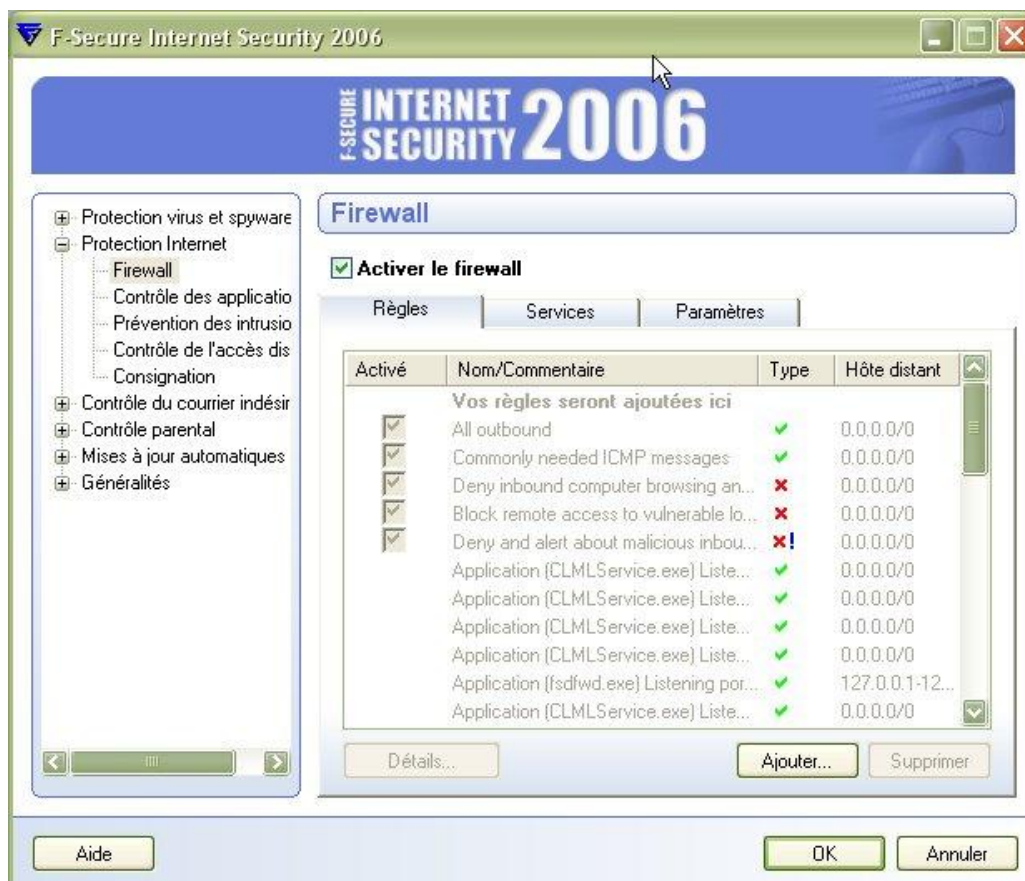 F-Secure Internet Security 2006
F-SECURE INTERNET SECURITY 2006
Protection virus et spyware
Protection Internet
Firewall
Contrôle des applicatio
Prévention des intrusio
Contrôle de l'accès dis
Consignation
Contrôle du courrier indésir
Contrôle parental
Mises à jour automatiques
Généralités
Firewall
Activer le firewall
Règles Services Paramètres
Activé Nom/Commentaire Type Hôte distant
Vos règles seront ajoutées ici
All outbound 0.0.0.0/0
Commonly needed ICMP messages 0.0.0.0/0
Deny inbound computer browsing an... 0.0.0.0/0
Block remote access to vulnerable lo... 0.0.0.0/0
Deny and alert about malicious inbou... 0.0.0.0/0
Application (CLMLService.exe) Liste... 0.0.0.0/0
Application (CLMLService.exe) Liste... 0.0.0.0/0
Application (CLMLService.exe) Liste... 0.0.0.0/0
Application (CLMLService.exe) Liste... 0.0.0.0/0
Application (fsdfwd.exe) Listening por... 127.0.0.1-12...
Application (CLMLService.exe) Liste... 0.0.0.0/0
Détails... Ajouter... Supprimer
Aide OK Annuler